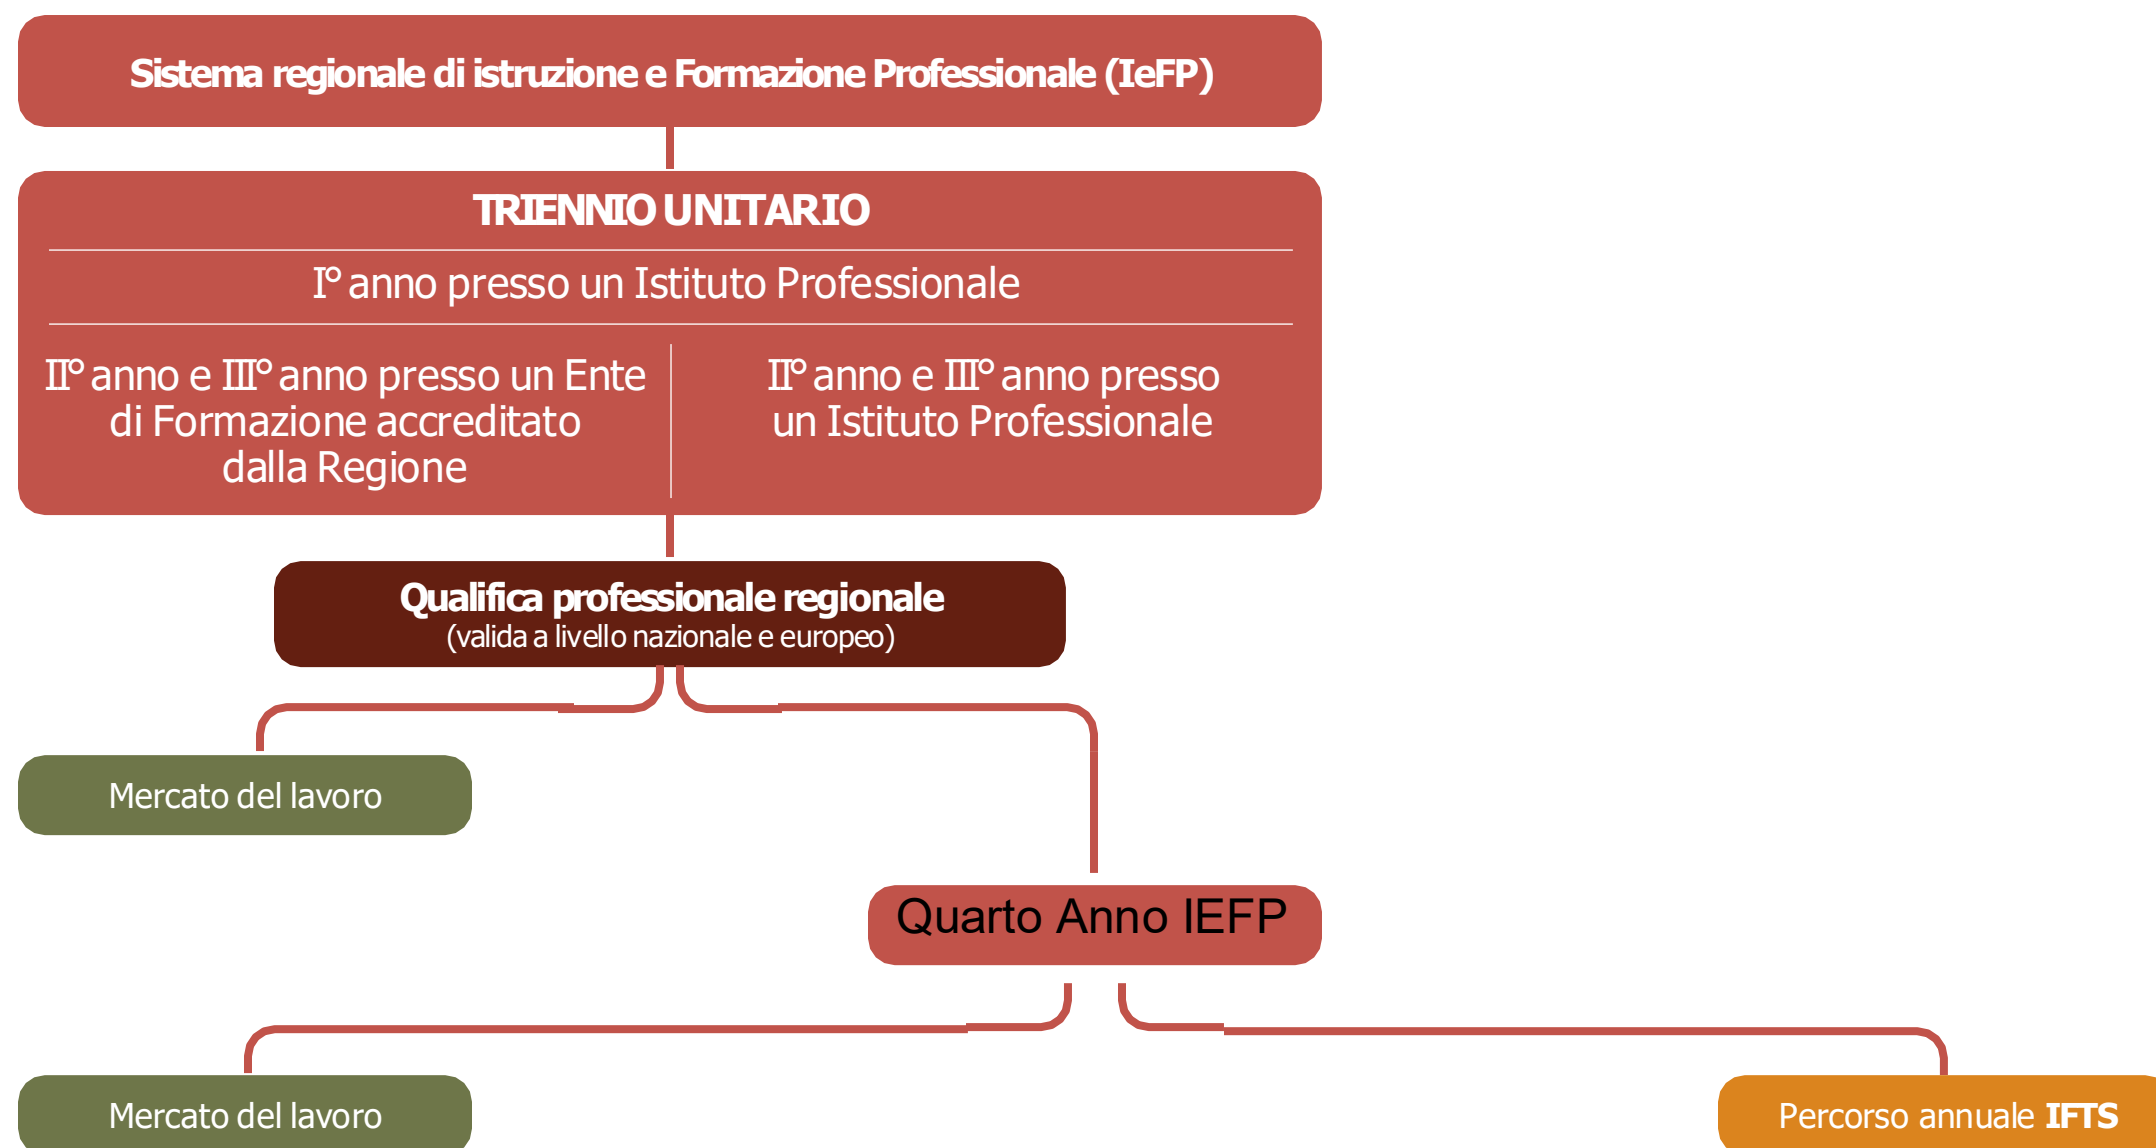 Sistema regionale di istruzione e Formazione Professionale (IeFP)
TRIENNIO UNITARIO
I° anno presso un Istituto Professionale
II° anno e III° anno presso un Ente
di Formazione accreditato
dalla Regione
II° anno e III° anno presso
un Istituto Professionale
Qualifica professionale regionale
(valida a livello nazionale e europeo)
Mercato del lavoro
Quarto Anno IEFP
Mercato del lavoro
Percorso annuale IFTS